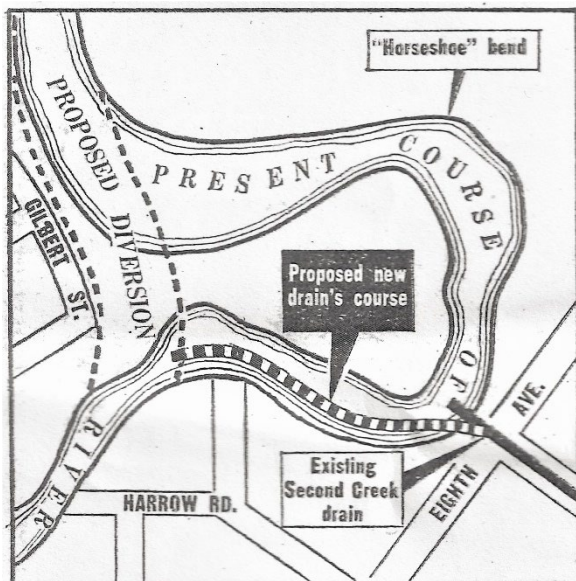 "Horseshoe" bend
PROPOSED DIVERSION
PRESENT COURSE OF
RIVER
GILBERT ST.
Proposed new
drain's course
Existing
Second Creek
drain
EIGHTH AVE.
HARROW RD.